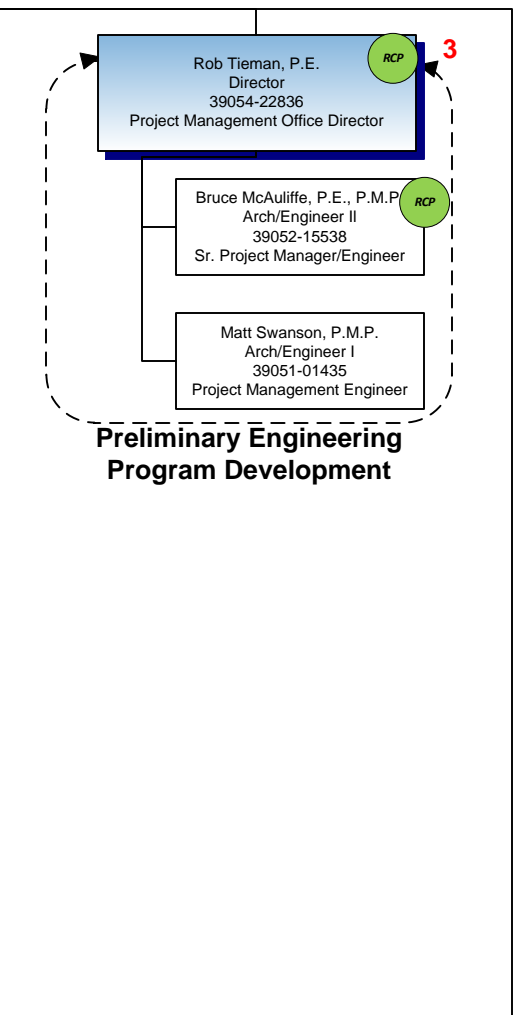 Rob Tieman, P.E.
Director
39054-22836
Project Management Office Director
RCP
3
Bruce McAuliffe, P.E., P.M.P
Arch/Engineer II
39052-15538
Sr. Project Manager/Engineer
RCP
Matt Swanson, P.M.P.
Arch/Engineer I
39051-01435
Project Management Engineer
Preliminary Engineering
Program Development